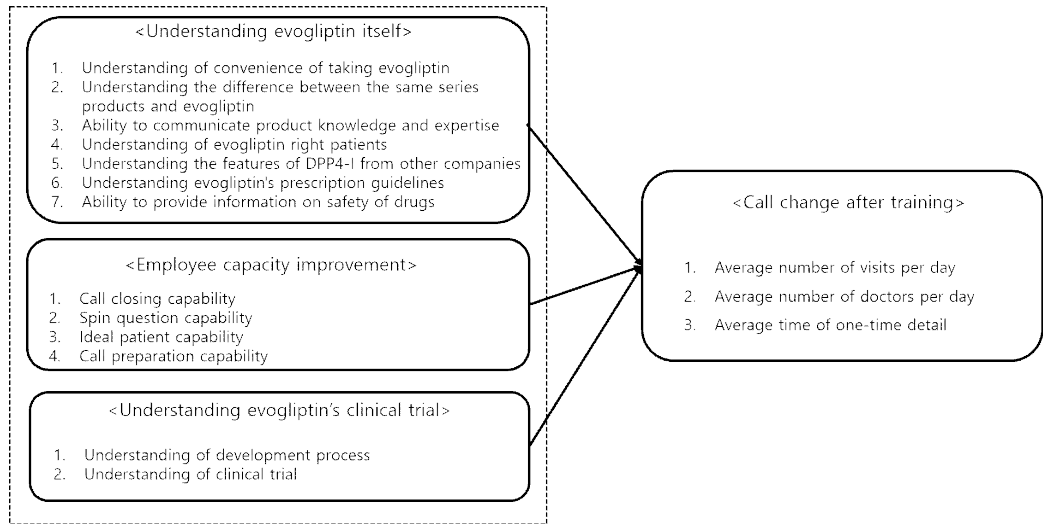 <Understanding evogliptin itself>
1. Understanding of convenience of taking evogliptin
2. Understanding the difference between the same series
products and evogliptin
3. Ability to communicate product knowledge and expertise
4. Understanding of evogliptin right patients
5. Understanding the features of DPP4-I from other companies
6. Understanding evogliptin's prescription guidelines
7. Ability to provide information on safety of drugs
<Employee capacity improvement>
1. Call closing capability
2. Spin question capability
3. Ideal patient capability
4. Call preparation capability
<Understanding evogliptin’s clinical trial>
1. Understanding of development process
2. Understanding of clinical trial
<Call change after training>
1. Average number of visits per day
2. Average number of doctors per day
3. Average time of one-time detail